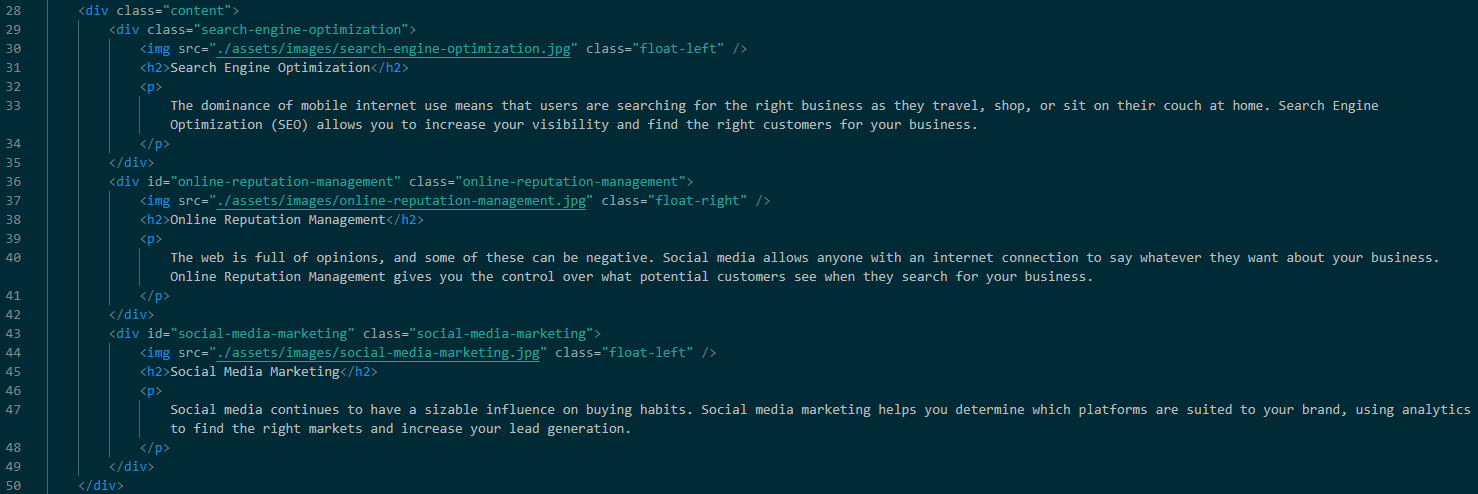 28 <div class="content">
29 <div class="search-engine-optimization">
30 <img src="./assets/images/search-engine-optimization.jpg" class="float-left" />
31 <h2>Search Engine Optimization</h2>
32 <p>
33 The dominance of mobile internet use means that users are searching for the right business as they travel, shop, or sit on their couch at home. Search Engine
Optimization (SEO) allows you to increase your visibility and find the right customers for your business.
34 </p>
35 </div>
36 <div id="online-reputation-management" class="online-reputation-management">
37 <img src="./assets/images/online-reputation-management.jpg" class="float-right" />
38 <h2>Online Reputation Management</h2>
39 <p>
40 The web is full of opinions, and some of these can be negative. Social media allows anyone with an internet connection to say whatever they want about your business.
Online Reputation Management gives you the control over what potential customers see when they search for your business.
41 </p>
42 </div>
43 <div id="social-media-marketing" class="social-media-marketing">
44 <img src="./assets/images/social-media-marketing.jpg" class="float-left" />
45 <h2>Social Media Marketing</h2>
46 <p>
47 Social media continues to have a sizable influence on buying habits. Social media marketing helps you determine which platforms are suited to your brand, using analytics
to find the right markets and increase your lead generation.
48 </p>
49 </div>
50 </div>